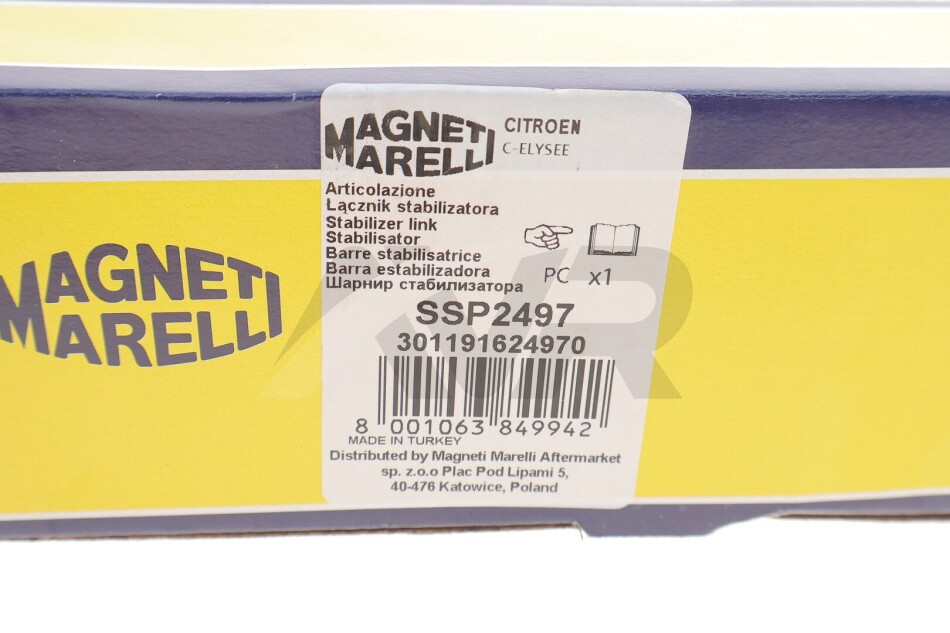 MAGNETI
MARELLI
CITROEN
C-ELYSEE
Articolazione
Łącznik stabilizatora
Stabilizer link
Stabilisator
Barre stabilisatrice
Barra estabilizadora
Шарнир стабилизатора
PC x1
SSP2497
301191624970
8 001063 849942
MADE IN TURKEY
Distributed by Magneti Marelli Aftermarket
sp. z.o.o Plac Pod Lipami 5,
40-476 Katowice, Poland
MAGNETI
MARELLI
AVR